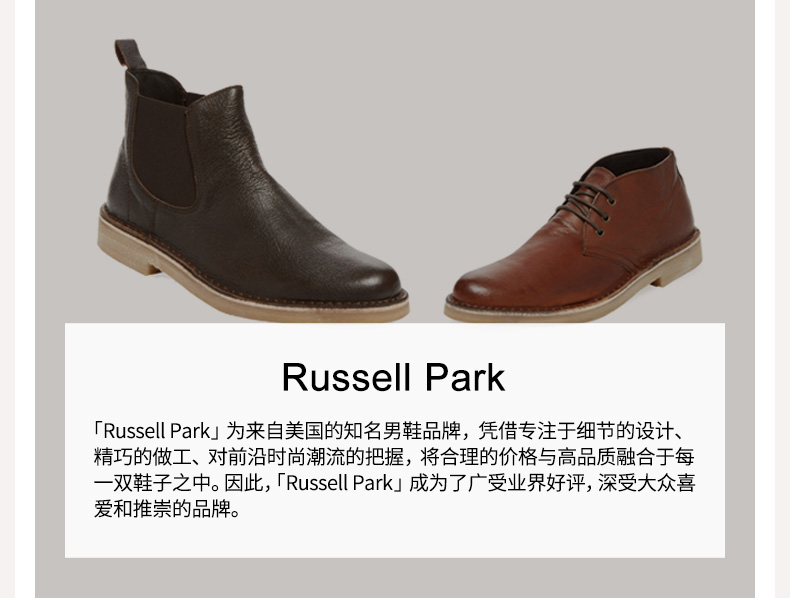 Russell Park
「Russell Park」为来自美国的知名男鞋品牌，凭借专注于细节的设计、
精巧的做工、对前沿时尚潮流的把握，将合理的价格与高品质融合于每
一双鞋子之中。因此，「Russell Park」成为了广受业界好评，深受大众喜
爱和推崇的品牌。